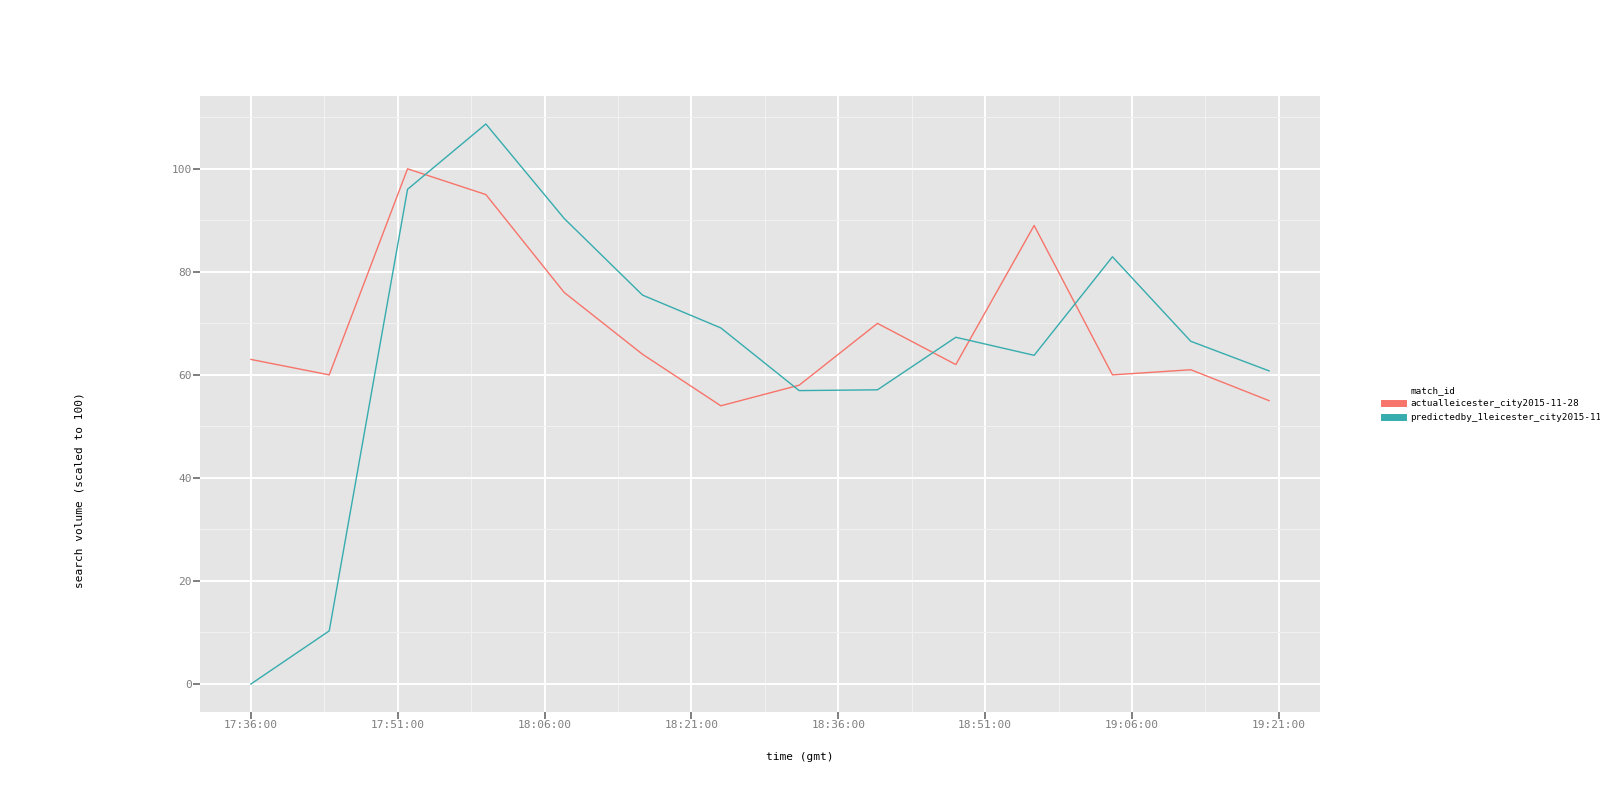 100
80
60
40
20
0
search volume (scaled to 100)
17:36:00 17:51:00 18:06:00 18:21:00 18:36:00 18:51:00 19:06:00 19:21:00
time (gmt)
match_id
actualleicester_city2015-11-28
predictedby_1leicester_city2015-11